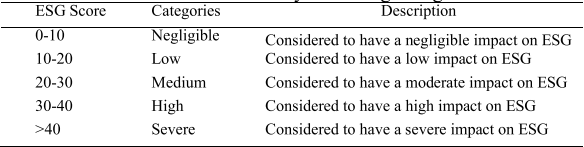 ESG Score Categories Description
0-10 Negligible Considered to have a negligible impact on ESG
10-20 Low Considered to have a low impact on ESG
20-30 Medium Considered to have a moderate impact on ESG
30-40 High Considered to have a high impact on ESG
>40 Severe Considered to have a severe impact on ESG